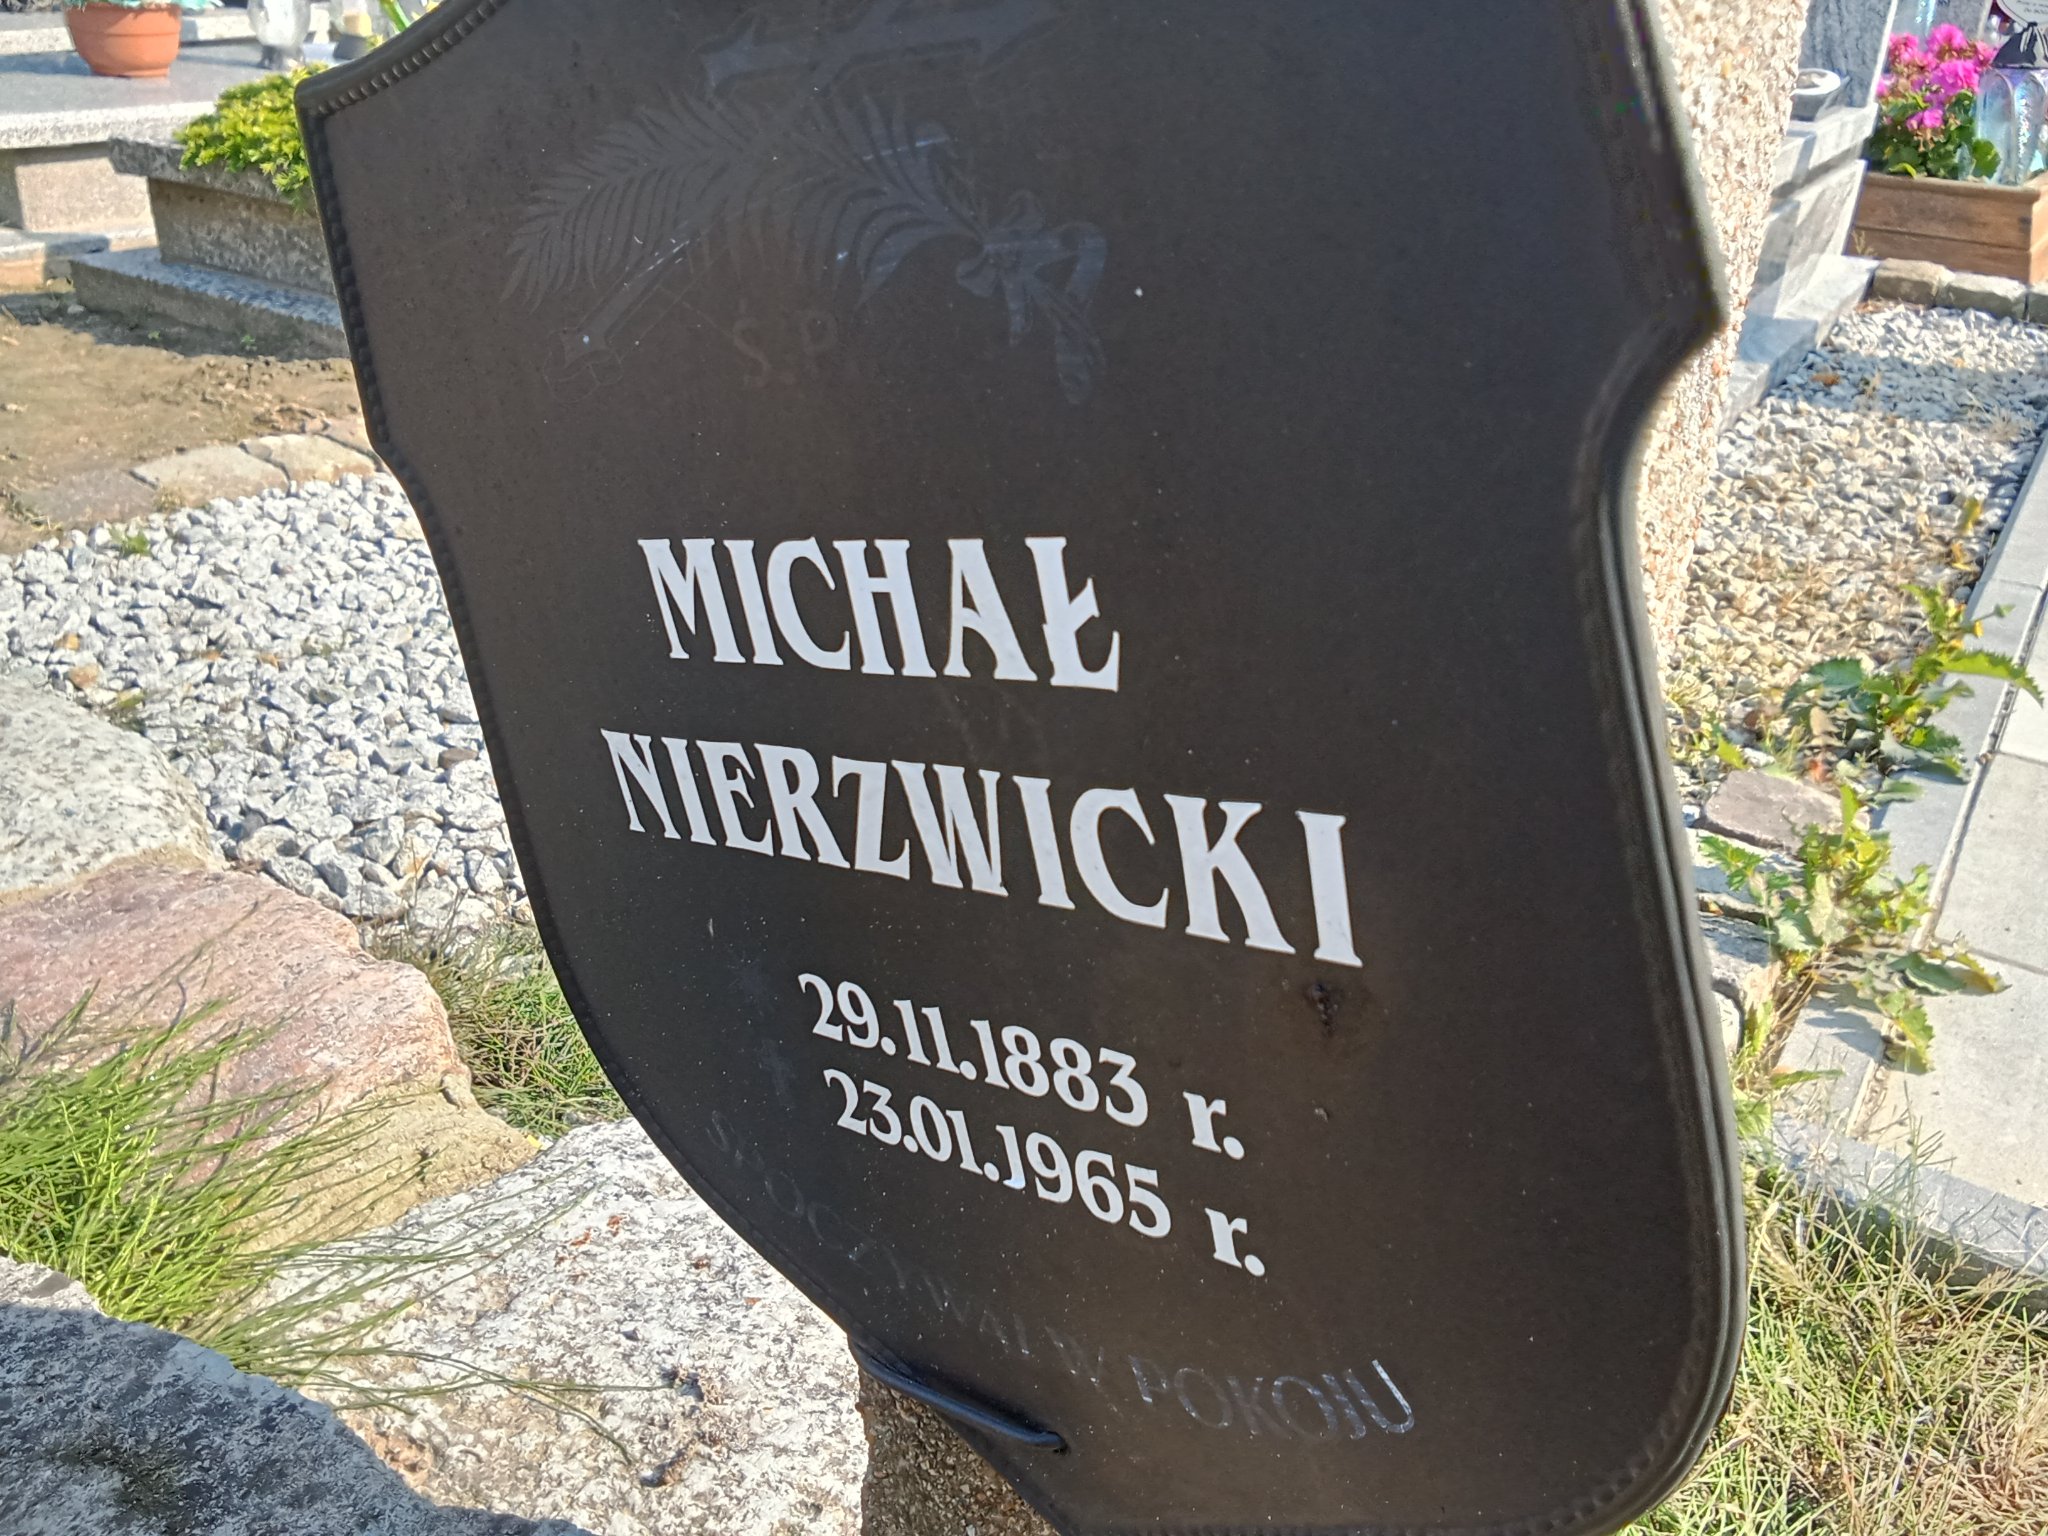 Ś.P.
MICHAŁ
NIERZWICKI
29.11.1883 r.
23.01.1965 r.
SPOCZYWAJ W POKOJU